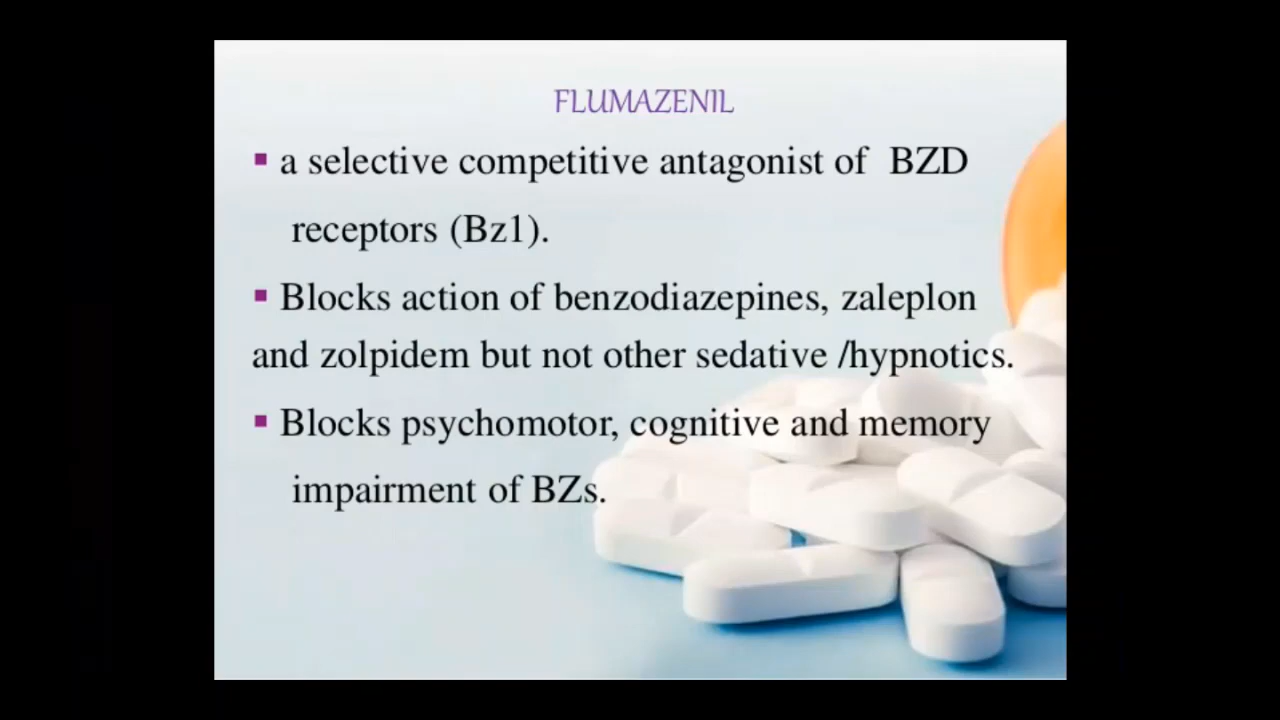 FLUMAZENIL
▪ a selective competitive antagonist of BZD
receptors (Bz1).
▪ Blocks action of benzodiazepines, zaleplon
and zolpidem but not other sedative /hypnotics.
▪ Blocks psychomotor, cognitive and memory
impairment of BZs.